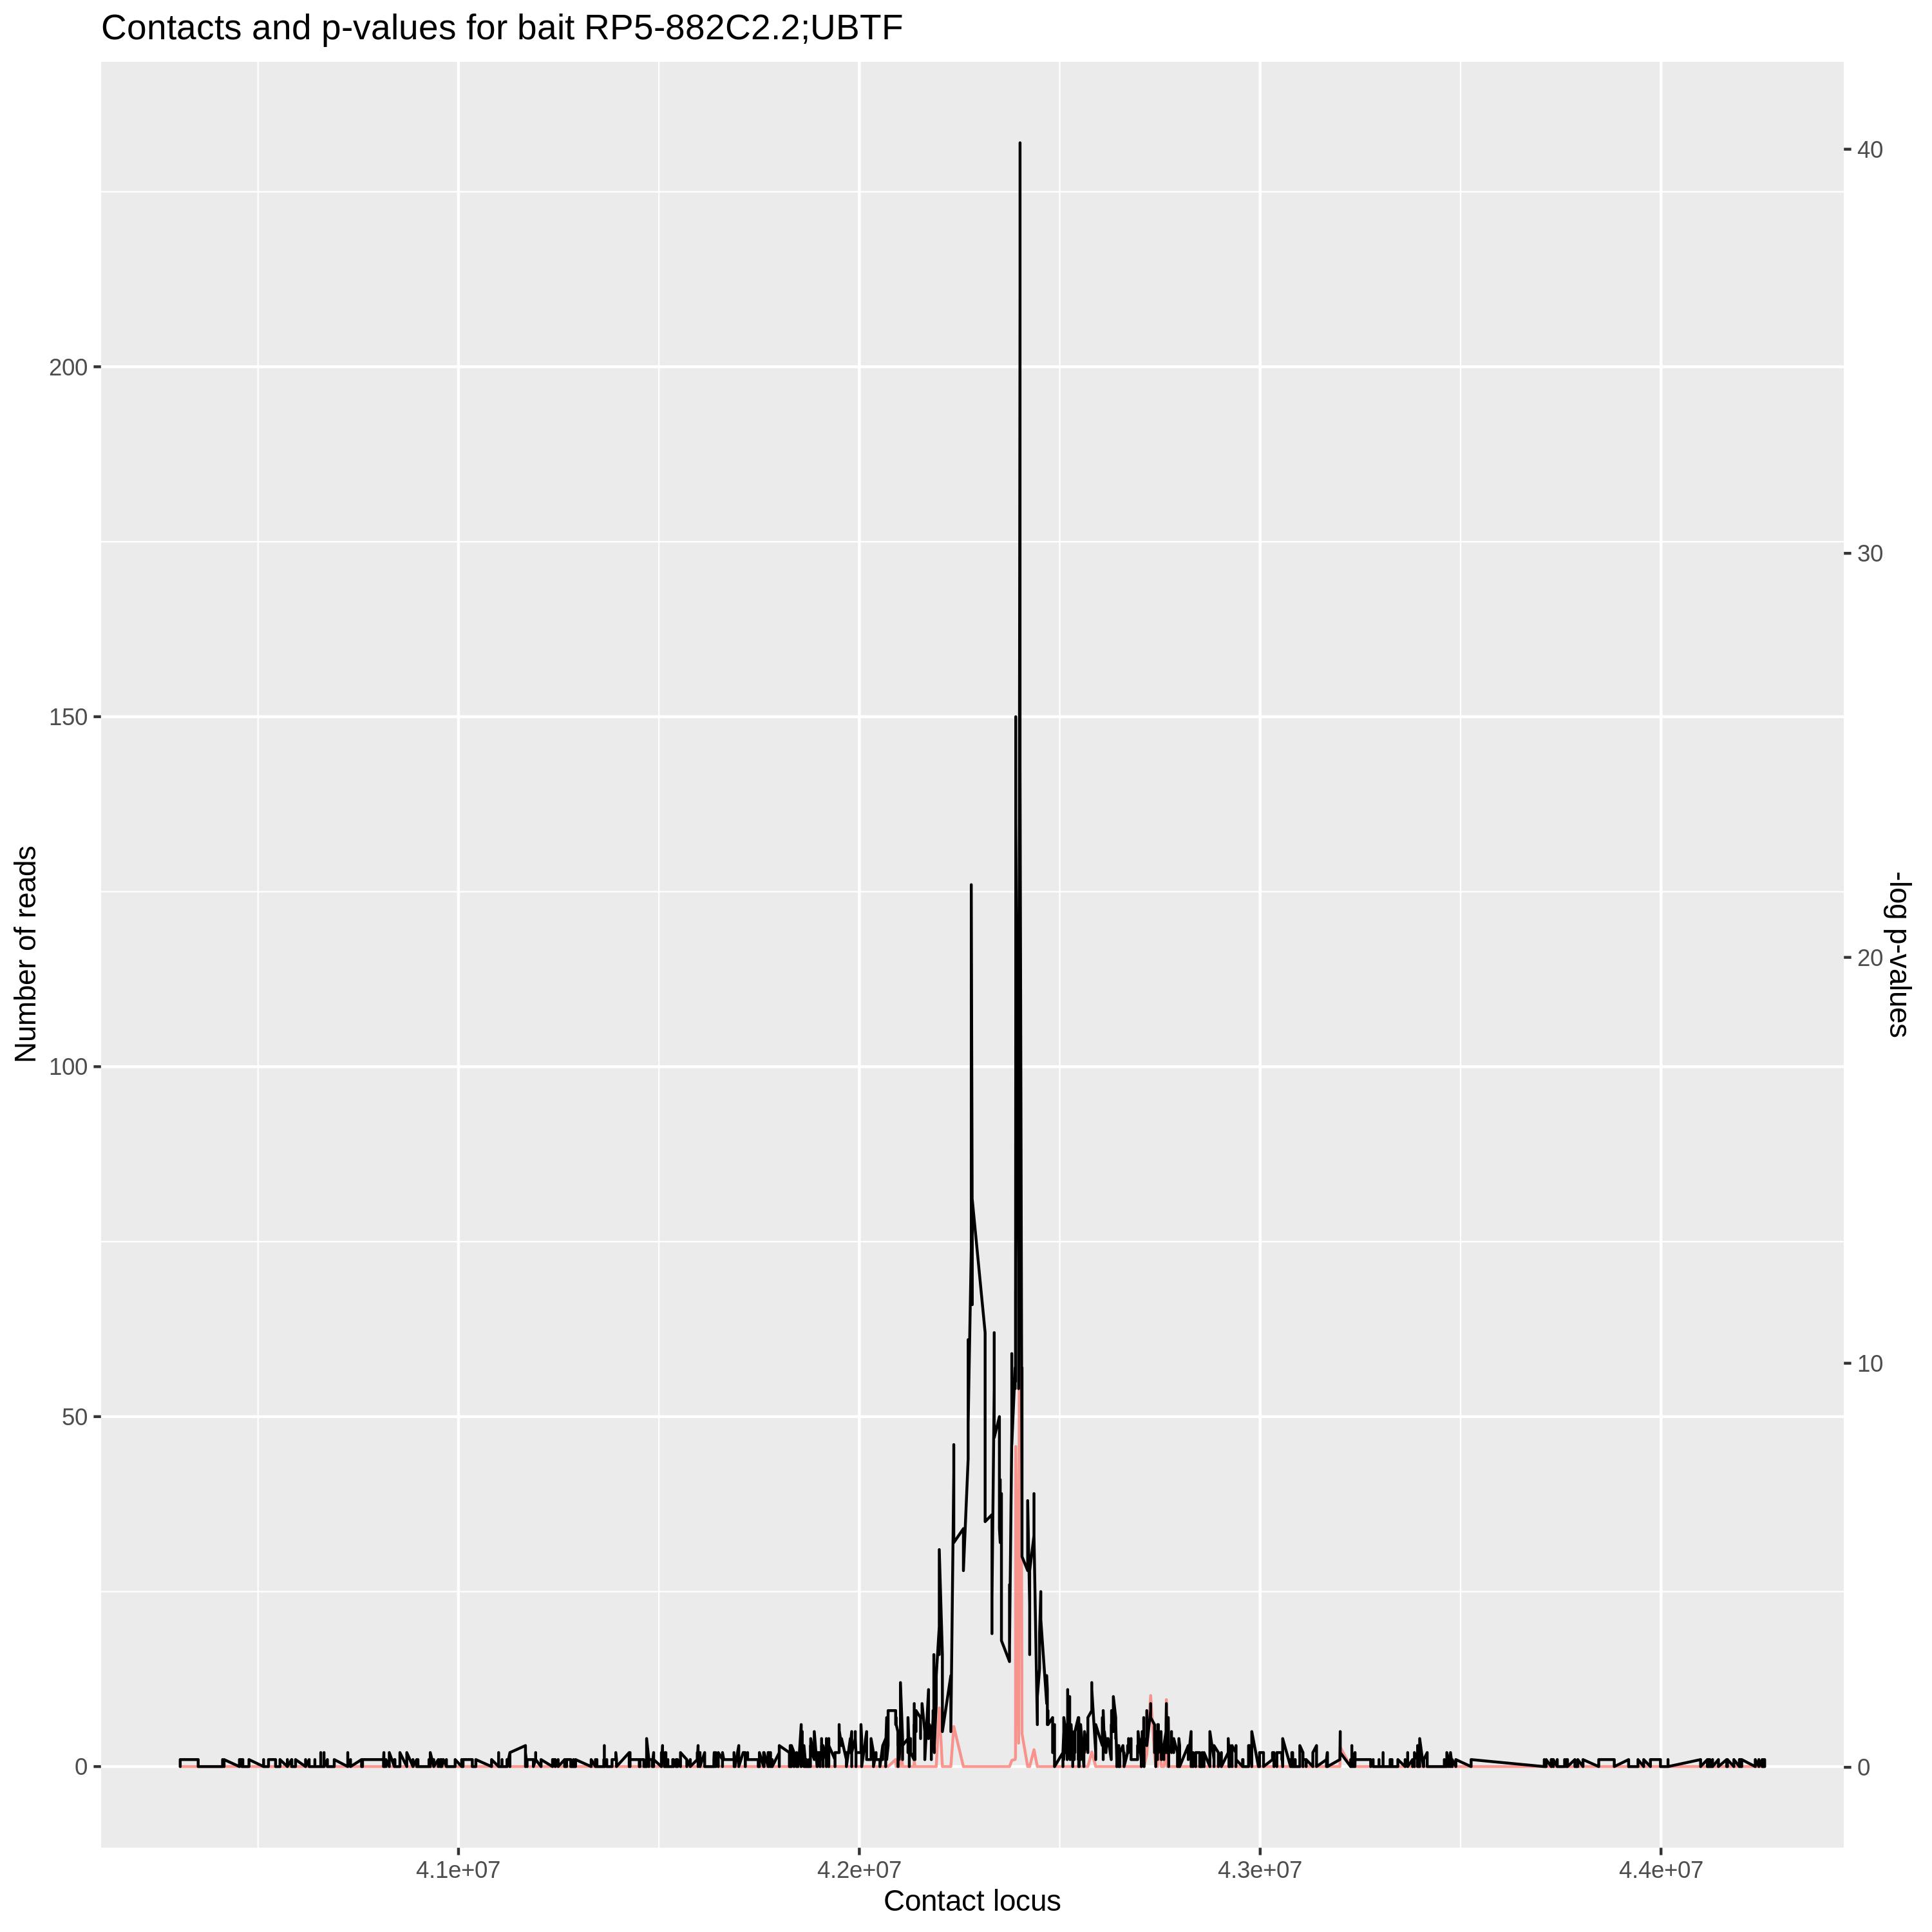 Contacts and p-values for bait RP5-882C2.2;UBTF
Number of reads
200
150
100
50
0
40
30
20
10
0
-log p-values
4.1e+07
4.2e+07
4.3e+07
4.4e+07
Contact locus